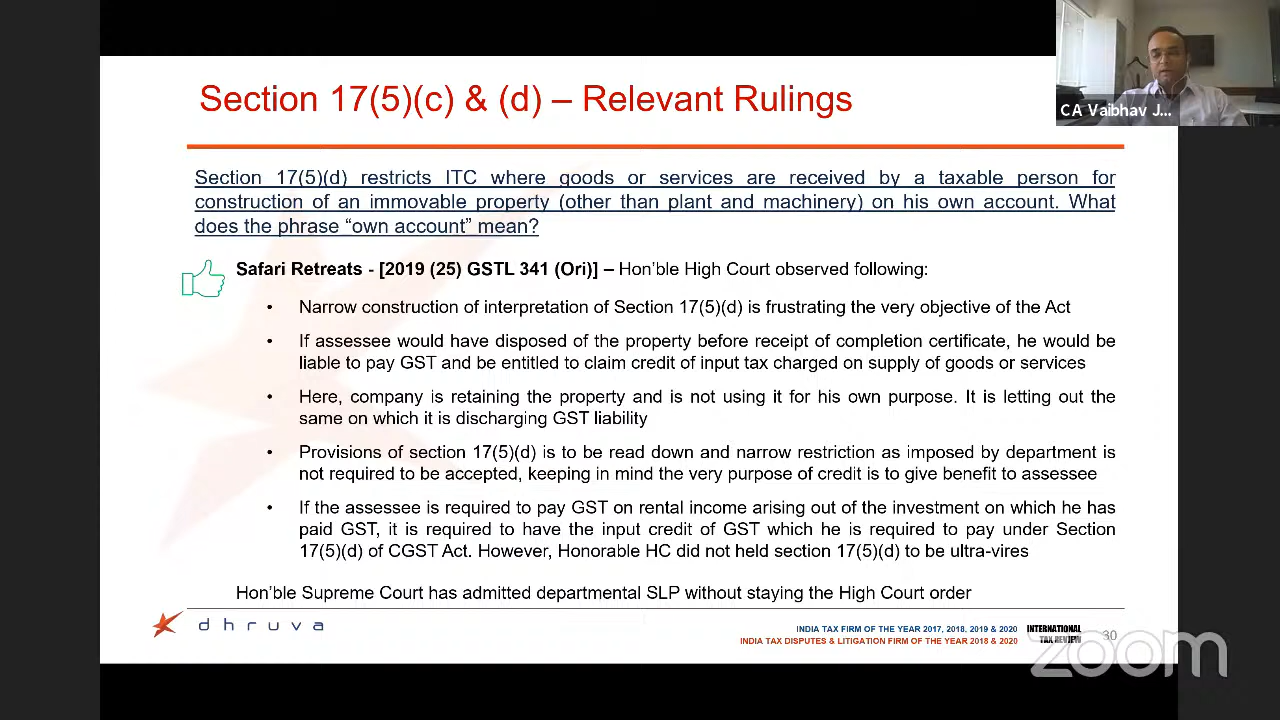 CA Vaibhav J...
Section 17(5)(c) & (d) – Relevant Rulings
Section 17(5)(d) restricts ITC where goods or services are received by a taxable person for
construction of an immovable property (other than plant and machinery) on his own account. What
does the phrase “own account” mean?
Safari Retreats - [2019 (25) GSTL 341 (Ori)] – Hon’ble High Court observed following:
• Narrow construction of interpretation of Section 17(5)(d) is frustrating the very objective of the Act
• If assessee would have disposed of the property before receipt of completion certificate, he would be
liable to pay GST and be entitled to claim credit of input tax charged on supply of goods or services
• Here, company is retaining the property and is not using it for his own purpose. It is letting out the
same on which it is discharging GST liability
• Provisions of section 17(5)(d) is to be read down and narrow restriction as imposed by department is
not required to be accepted, keeping in mind the very purpose of credit is to give benefit to assessee
• If the assessee is required to pay GST on rental income arising out of the investment on which he has
paid GST, it is required to have the input credit of GST which he is required to pay under Section
17(5)(d) of CGST Act. However, Honorable HC did not held section 17(5)(d) to be ultra-vires
Hon’ble Supreme Court has admitted departmental SLP without staying the High Court order
dhruva
INDIA TAX FIRM OF THE YEAR 2017, 2018, 2019 & 2020
INDIA TAX DISPUTES & LITIGATION FIRM OF THE YEAR 2018 & 2020
INTERNATIONAL
TAX REVIEW
30
zoom